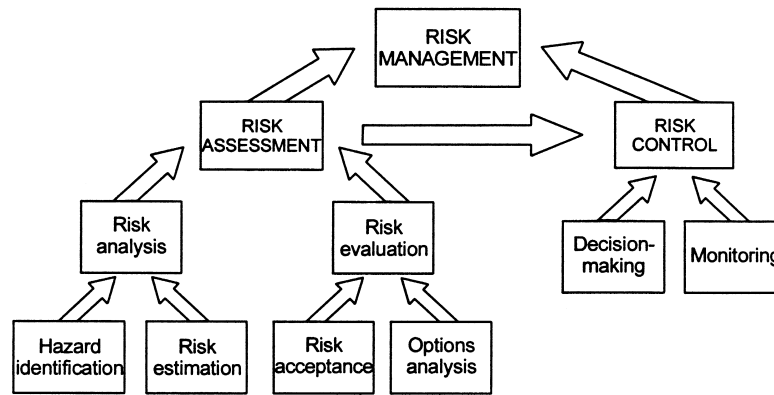 RISK
MANAGEMENT
RISK
ASSESSMENT
RISK
CONTROL
Risk
analysis
Risk
evaluation
Decision-
making
Monitoring
Hazard
identification
Risk
estimation
Risk
acceptance
Options
analysis